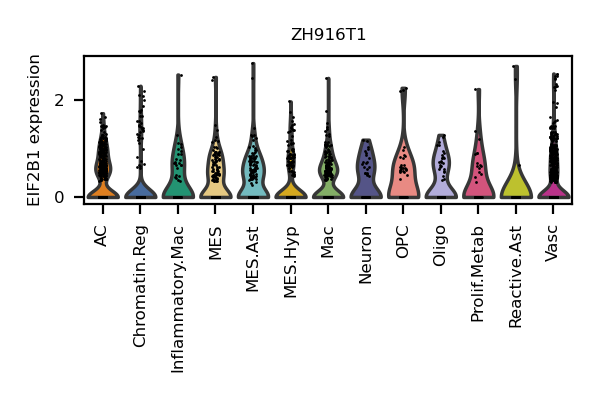 ZH916T1
EIF2B1 expression
2
0
AC
Chromatin.Reg
Inflammatory.Mac
MES
MES.Ast
MES.Hyp
Mac
Neuron
OPC
Oligo
Prolif.Metab
Reactive.Ast
Vasc